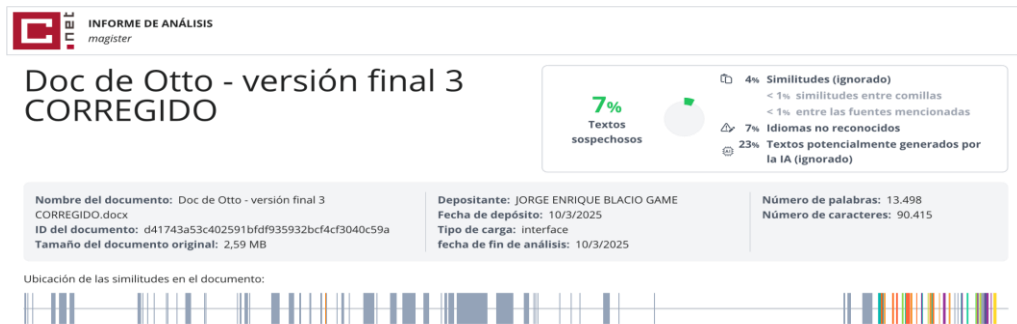 C
.net
INFORME DE ANÁLISIS
magister
Doc de Otto - versión final 3
CORREGIDO
7%
Textos
sospechosos
4% Similitudes (ignorado)
< 1% similitudes entre comillas
< 1% entre las fuentes mencionadas
7% Idiomas no reconocidos
23% Textos potencialmente generados por
la IA (ignorado)
Nombre del documento: Doc de Otto - versión final 3
CORREGIDO.docx
ID del documento: d41743a53c402591bfdf935932bcf4cf3040c59a
Tamaño del documento original: 2,59 MB
Depositante: JORGE ENRIQUE BLACIO GAME
Fecha de depósito: 10/3/2025
Tipo de carga: interface
fecha de fin de análisis: 10/3/2025
Número de palabras: 13.498
Número de caracteres: 90.415
Ubicación de las similitudes en el documento: